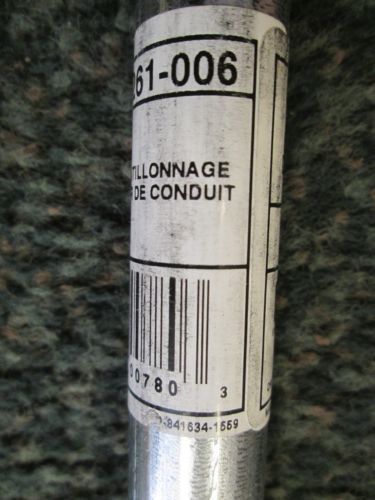 61-006
TILLONNAGE
DE CONDUIT
00780 3
-841634-1559